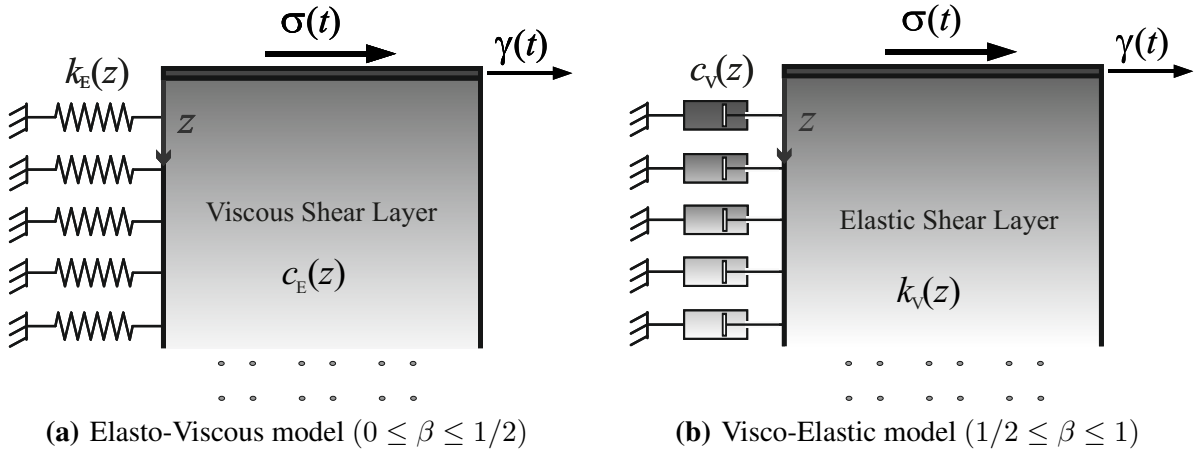 σ(t)
γ(t)
k_E(z)
z
Viscous Shear Layer
c_E(z)
(a) Elasto-Viscous model (0 ≤ β ≤ 1/2)
σ(t)
γ(t)
c_V(z)
z
Elastic Shear Layer
k_V(z)
(b) Visco-Elastic model (1/2 ≤ β ≤ 1)